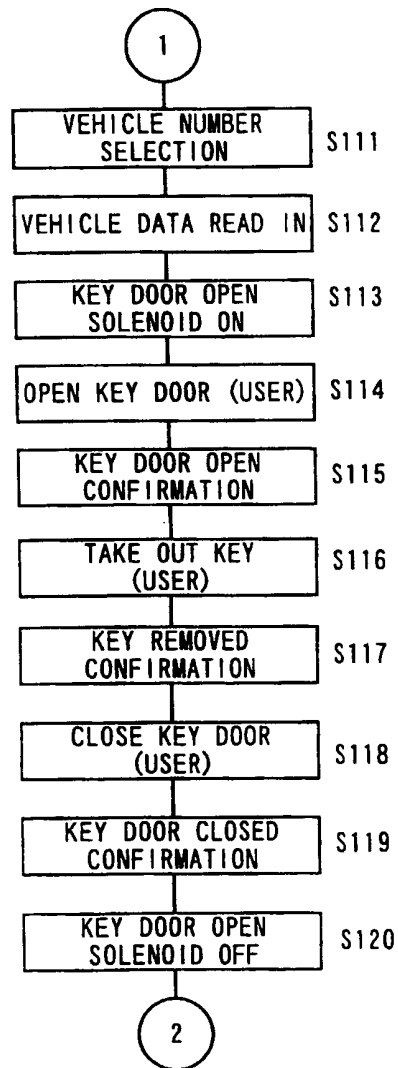 1
VEHICLE NUMBER
SELECTION
S111
VEHICLE DATA READ IN
S112
KEY DOOR OPEN
SOLENOID ON
S113
OPEN KEY DOOR (USER)
S114
KEY DOOR OPEN
CONFIRMATION
S115
TAKE OUT KEY
(USER)
S116
KEY REMOVED
CONFIRMATION
S117
CLOSE KEY DOOR
(USER)
S118
KEY DOOR CLOSED
CONFIRMATION
S119
KEY DOOR OPEN
SOLENOID OFF
S120
2